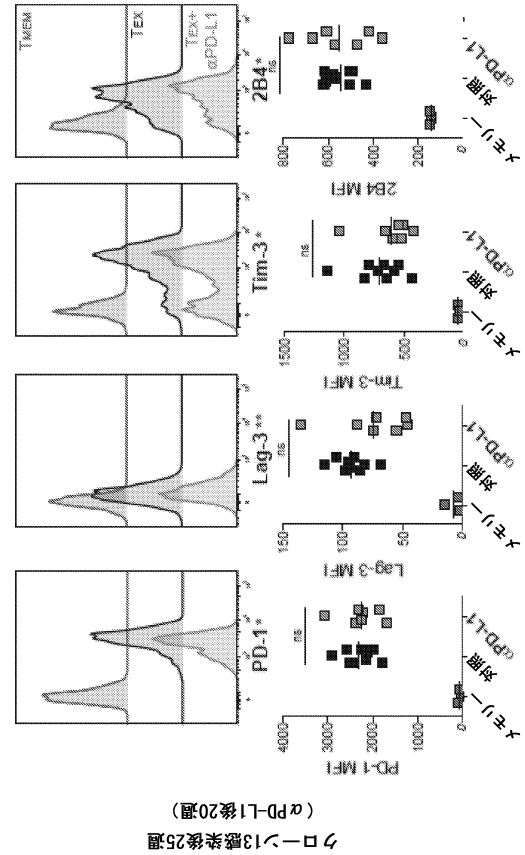 クローン13感染後25週
（αPD-L1後20週）
TMEM
TEX
TEX+
αPD-L1
PD-1*
Lag-3**
Tim-3*
2B4*
PD-1 MFI
4000
3000
2000
1000
0
ns
メモリー
対照
αPD-L1
Lag-3 MFI
150
100
50
0
ns
メモリー
対照
αPD-L1
Tim-3 MFI
1500
1000
500
0
ns
メモリー
対照
αPD-L1
2B4 MFI
800
600
400
200
0
ns
メモリー
対照
αPD-L1